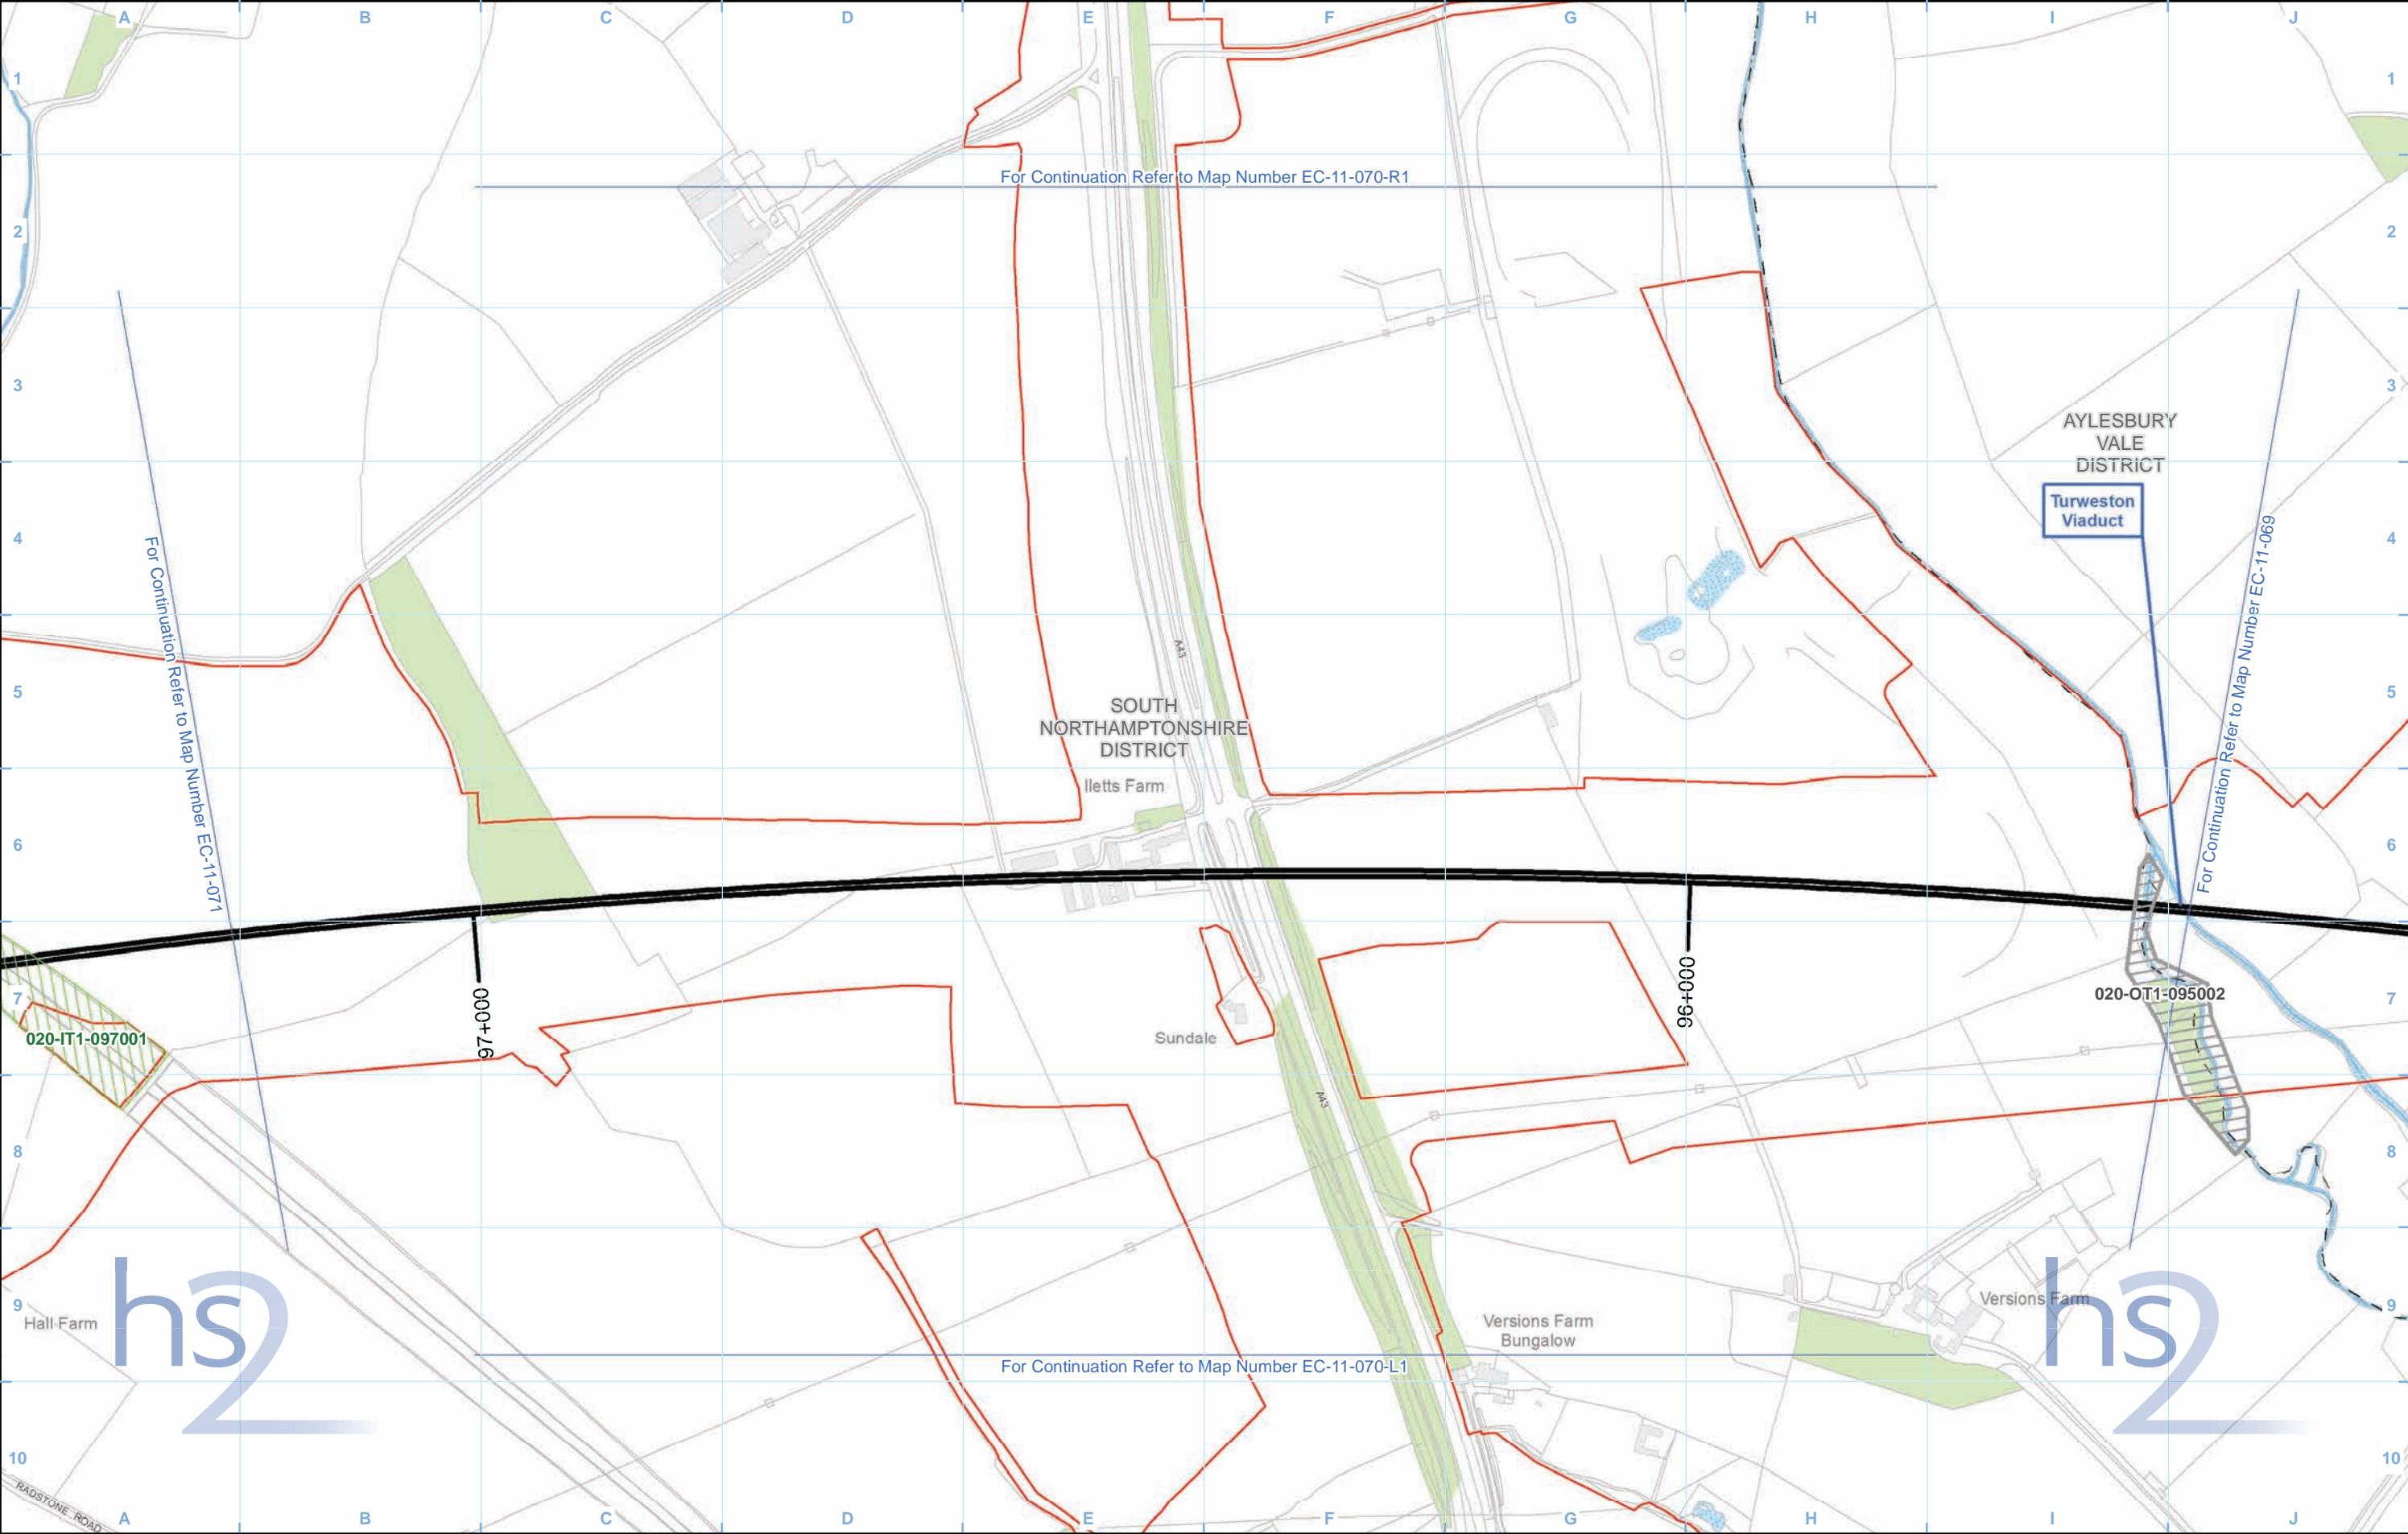 A B C D E F G H I J
1 1
For Continuation Refer to Map Number EC-11-070-R1
2 2
3 3
AYLESBURY
VALE
DiSTRiCT
Turweston
Viaduct
4 4
For Continuation Refer to Map Number EC-11-071
For Continuation Refer to Map Number EC-11-069
A43
5 5
SOUTH
NORTHAMPTONSHIRE
DISTRICT
Iletts Farm
6 6
7 7
97+000
96+000
020-OT1-095002
020-IT1-097001
Sundale
A43
8 8
hs2
hs2
9 9
Hall Farm
Versions Farm
Versions Farm
Bungalow
For Continuation Refer to Map Number EC-11-070-L1
10 10
RADSTONE ROAD
A B C D E F G H I J